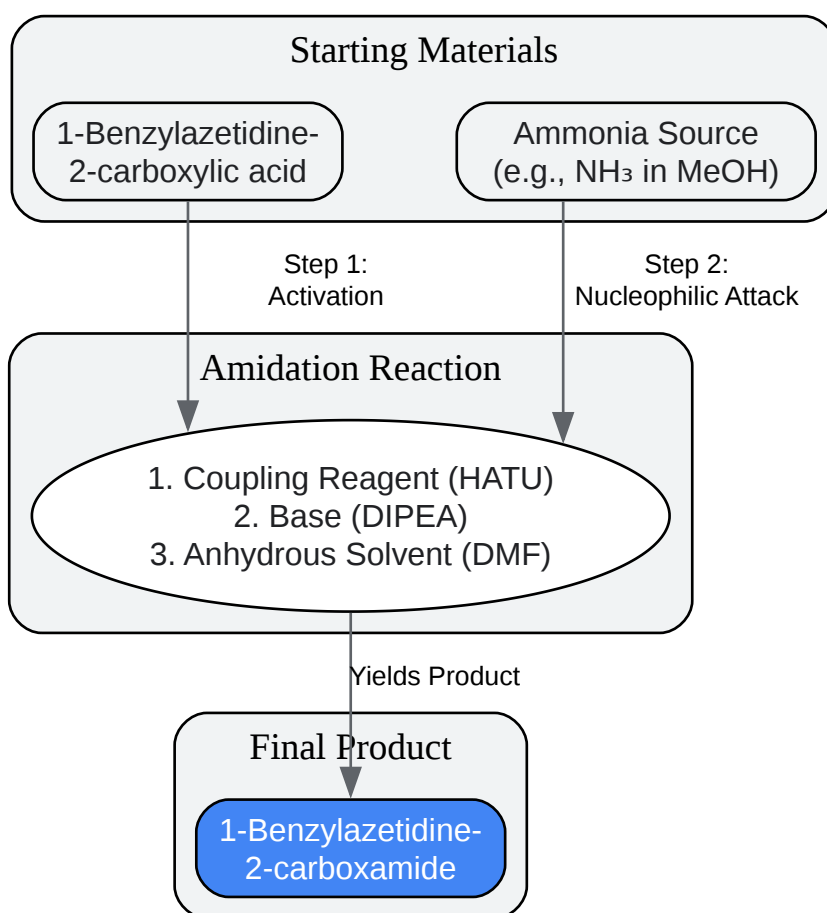 Starting Materials
1-Benzylazetidine-
2-carboxylic acid
Ammonia Source
(e.g., NH₃ in MeOH)
Step 1:
Activation
Step 2:
Nucleophilic Attack
Amidation Reaction
1. Coupling Reagent (HATU)
2. Base (DIPEA)
3. Anhydrous Solvent (DMF)
Yields Product
Final Product
1-Benzylazetidine-
2-carboxamide